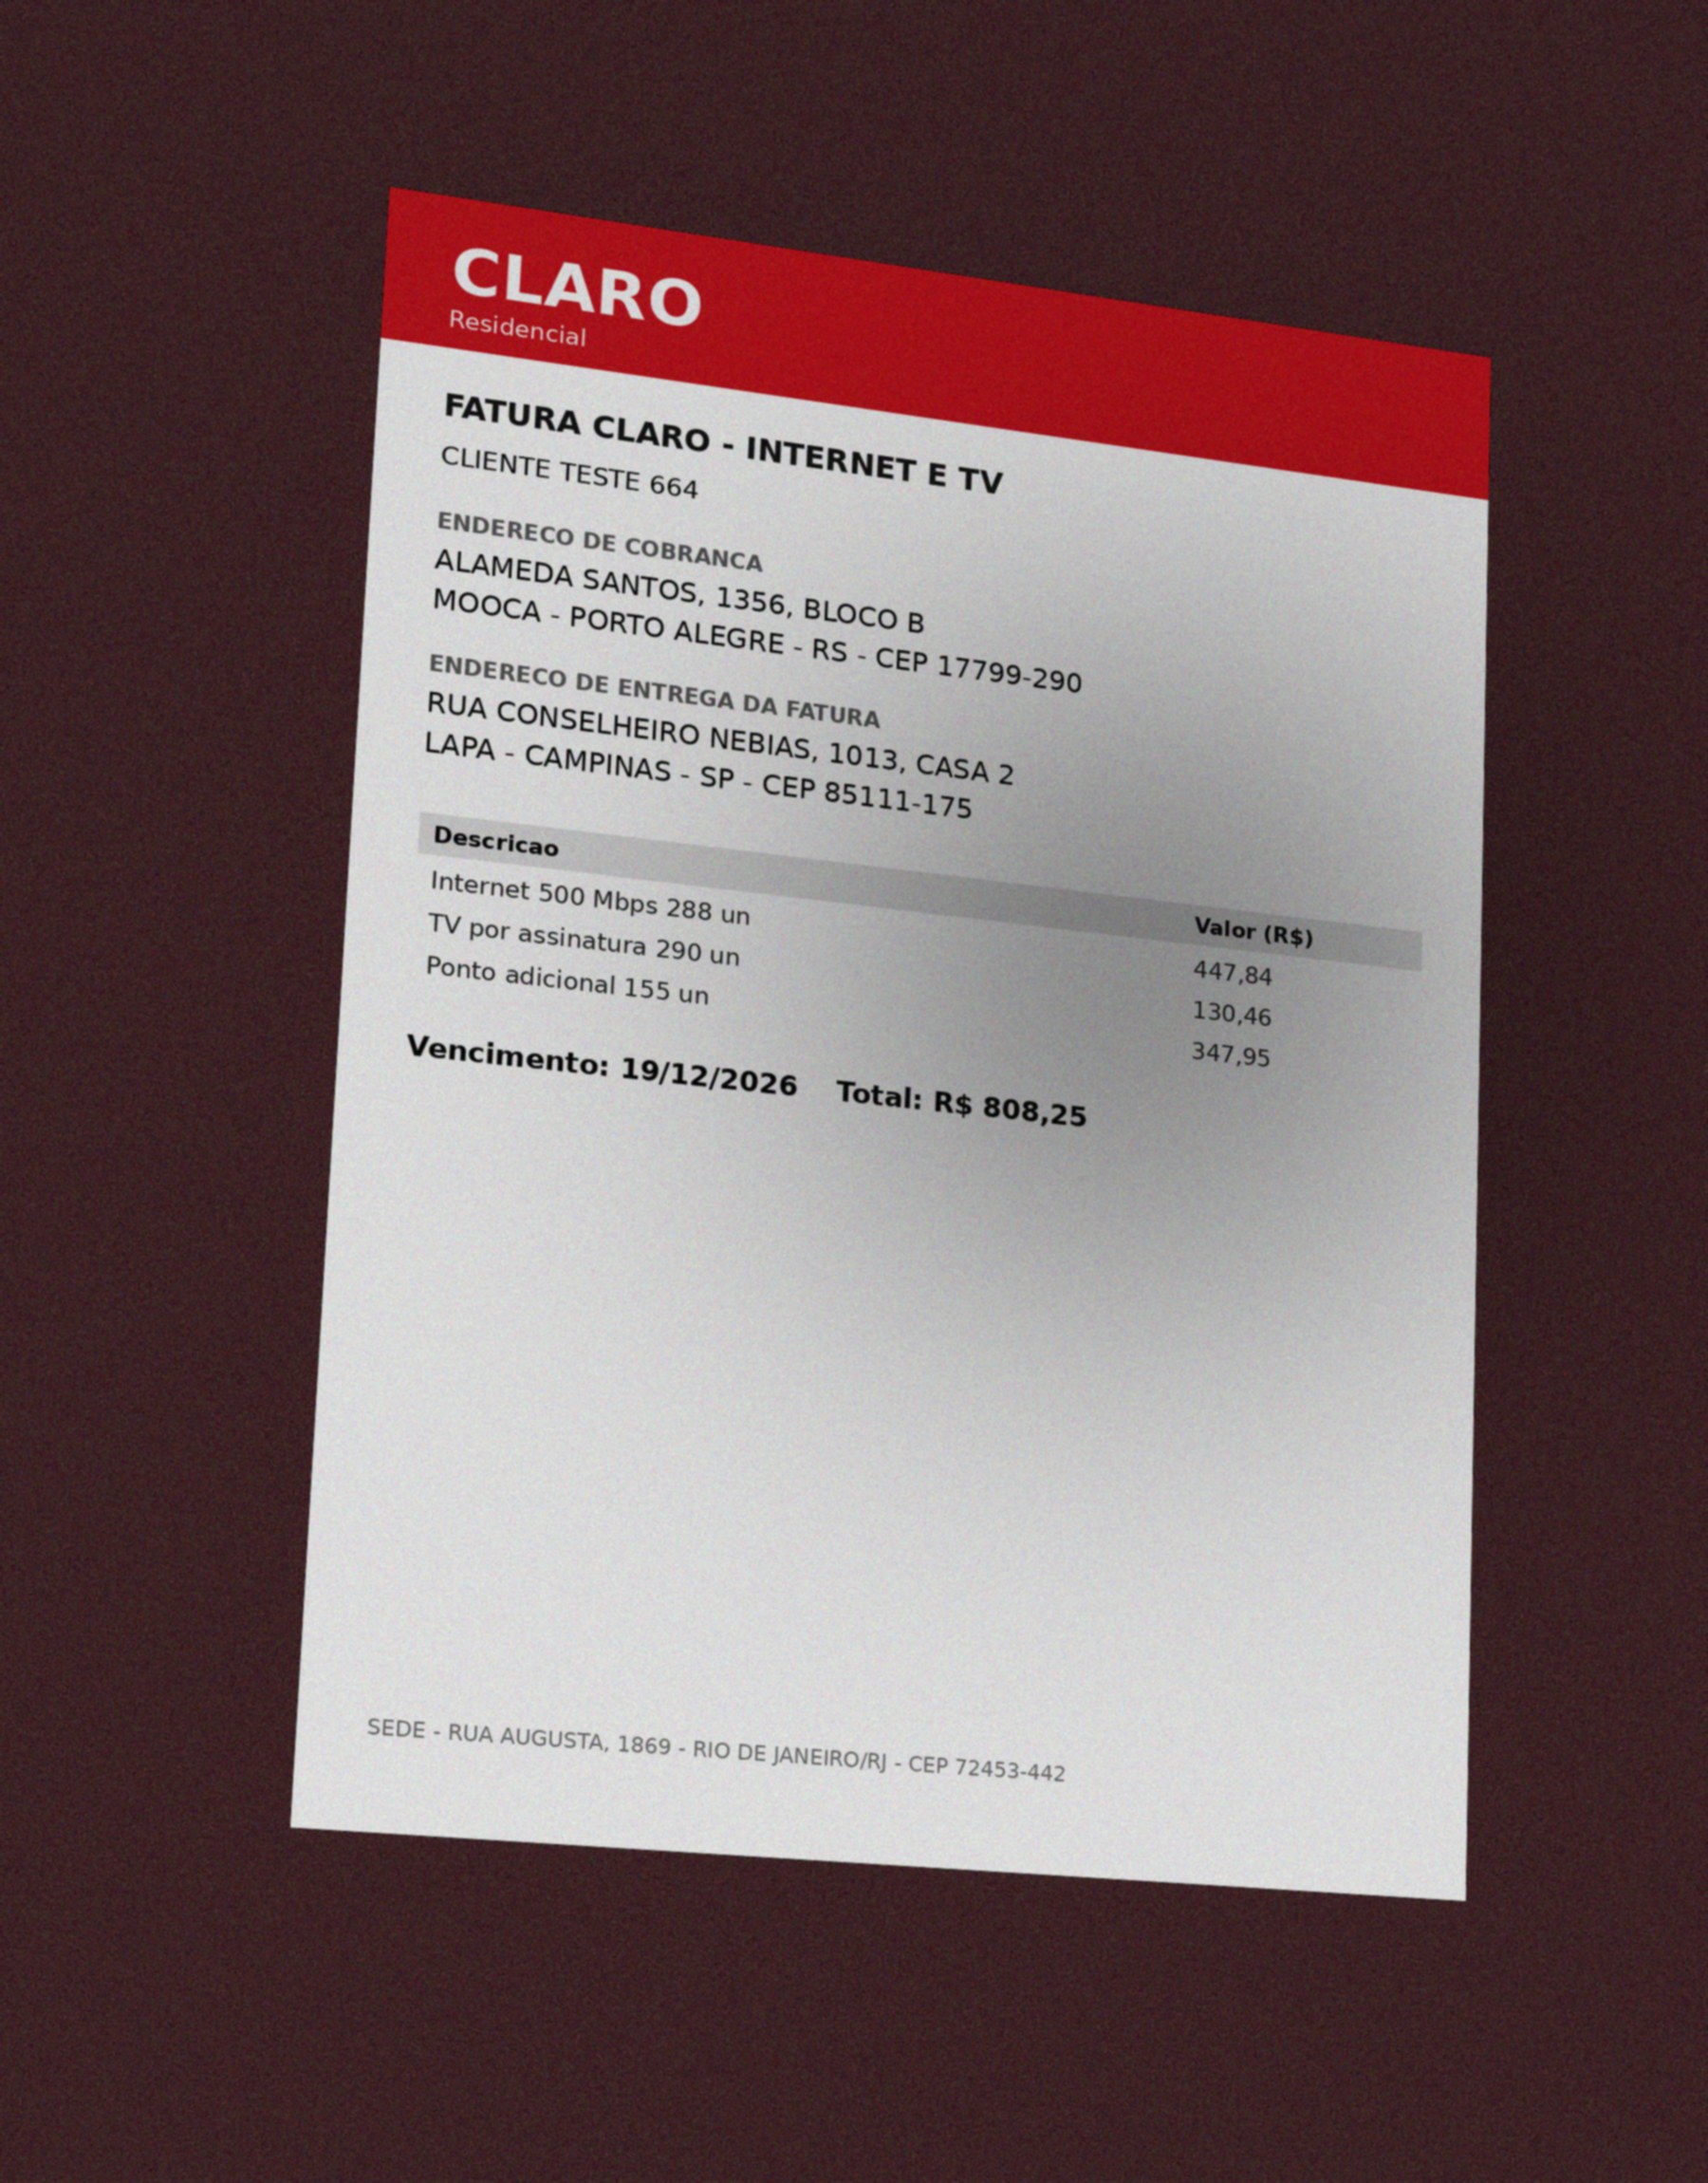 CLARO
Residencial
FATURA CLARO - INTERNET E TV
CLIENTE TESTE 664
ENDERECO DE COBRANCA
ALAMEDA SANTOS, 1356, BLOCO B
MOOCA - PORTO ALEGRE - RS - CEP 17799-290
ENDERECO DE ENTREGA DA FATURA
RUA CONSELHEIRO NEBIAS, 1013, CASA 2
LAPA - CAMPINAS - SP - CEP 85111-175
Descricao Valor (R$)
Internet 500 Mbps 288 un 447,84
TV por assinatura 290 un 130,46
Ponto adicional 155 un 347,95
Vencimento: 19/12/2026 Total: R$ 808,25
SEDE - RUA AUGUSTA, 1869 - RIO DE JANEIRO/RJ - CEP 72453-442